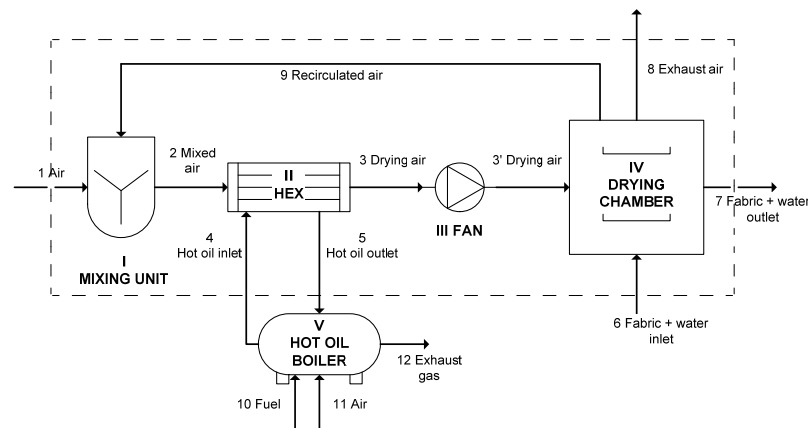 8 Exhaust air
9 Recirculated air
1 Air
2 Mixed
air
II
HEX
3 Drying air
3' Drying air
IV
DRYING
CHAMBER
7 Fabric + water
outlet
III FAN
4
Hot oil inlet
5
Hot oil outlet
I
MIXING UNIT
6 Fabric + water
inlet
V
HOT OIL
BOILER
12 Exhaust
gas
10 Fuel
11 Air